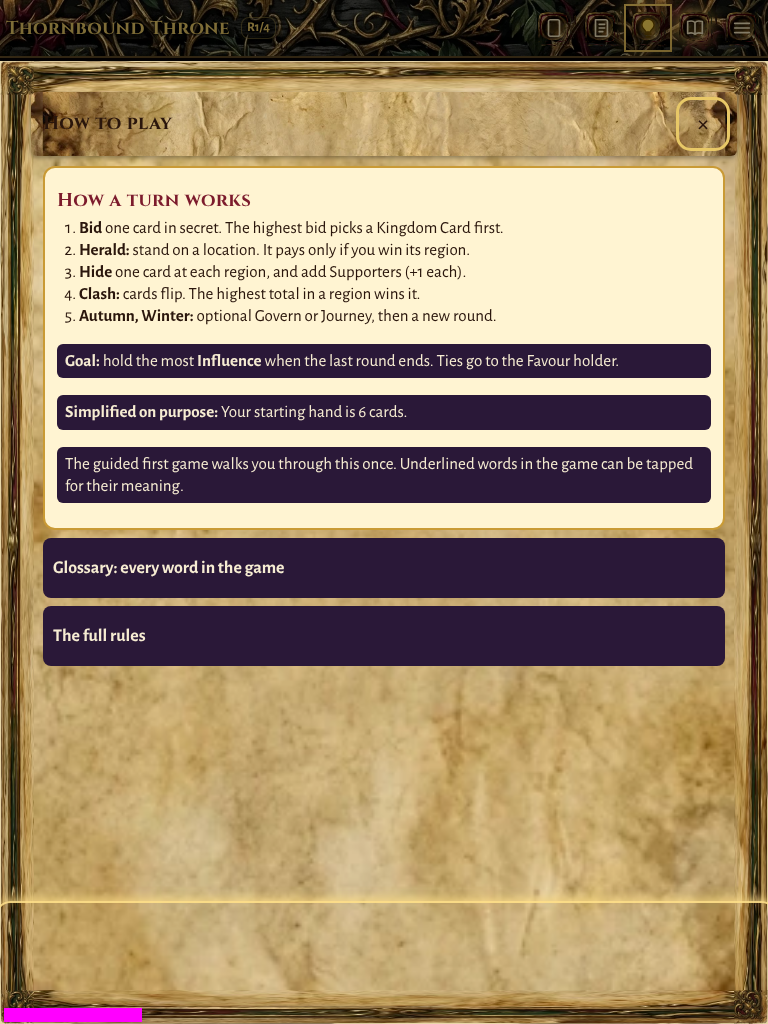 Thornbound Throne R1/4
How to play
×
How a turn works
1. Bid one card in secret. The highest bid picks a Kingdom Card first.
2. Herald: stand on a location. It pays only if you win its region.
3. Hide one card at each region, and add Supporters (+1 each).
4. Clash: cards flip. The highest total in a region wins it.
5. Autumn, Winter: optional Govern or Journey, then a new round.
Goal: hold the most Influence when the last round ends. Ties go to the Favour holder.
Simplified on purpose: Your starting hand is 6 cards.
The guided first game walks you through this once. Underlined words in the game can be tapped
for their meaning.
Glossary: every word in the game
The full rules